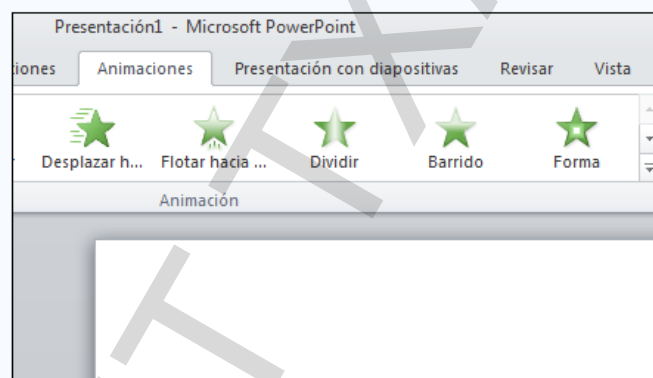 Presentación1 - Microsoft PowerPoint
iones Animaciones Presentación con diapositivas Revisar Vista
Desplazar h... Flotar hacia ... Dividir Barrido Forma
Animación